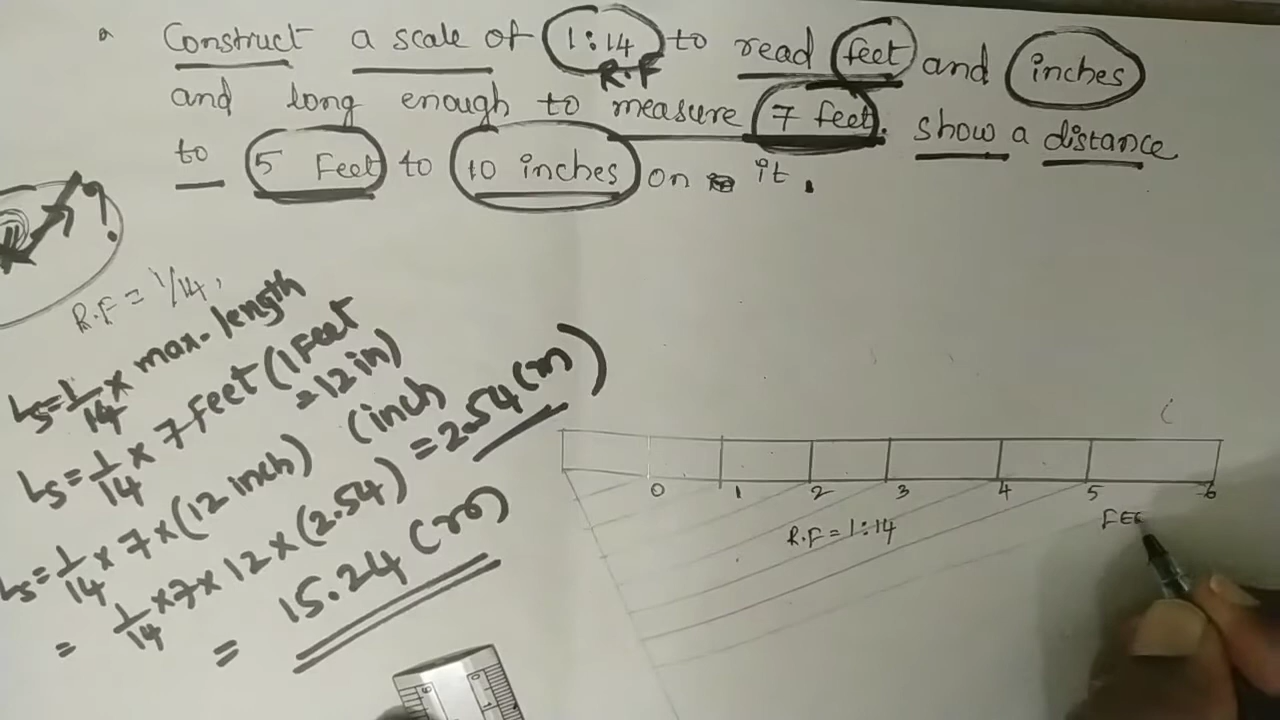 Construct a scale of 1:14 to read feet and inches
R.F
and long enough to measure 7 feet. show a distance
to 5 Feet to 10 inches on it.
?
R.F = 1/14,
Ls = 1/14 × max. length
Ls = 1/14 × 7 Feet (1 Feet
= 12 in)
Ls = 1/14 × 7 × (12 inch) (inch
= 2.54 cm)
= 1/14 × 7 × 12 × (2.54)
= 15.24 cm
0 1 2 3 4 5 6
R.F = 1:14
FEE